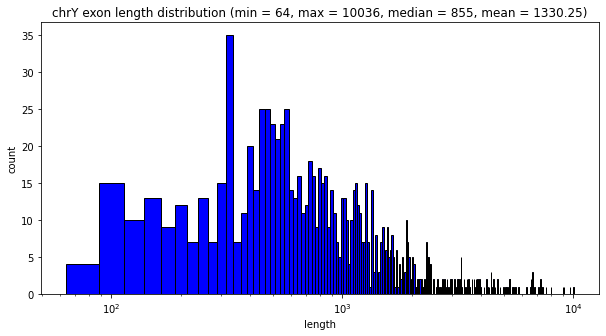 chrY exon length distribution (min = 64, max = 10036, median = 855, mean = 1330.25)
35
30
25
20
15
10
5
0
count
10² 10³ 10⁴
length